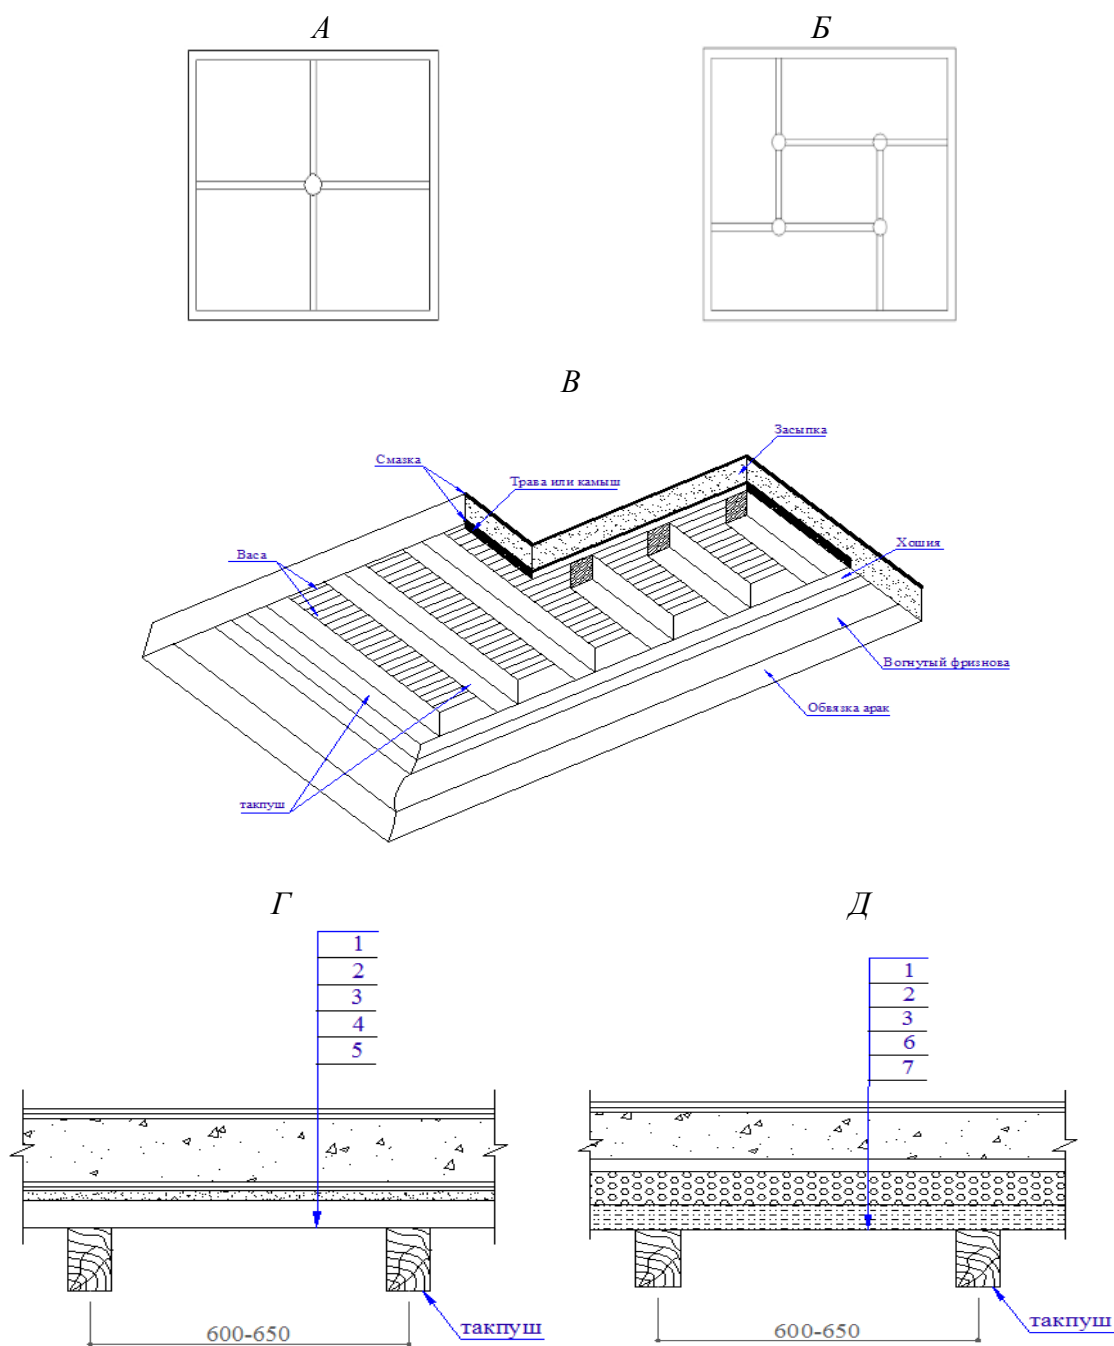 А
Б
В
Засыпка
Смазка
Трава или камыш
Хошия
Васа
Вогнутый фризнова
Обвязка арак
такпуш
Г
Д
1
2
3
4
5
1
2
3
6
7
такпуш
600-650
такпуш
600-650